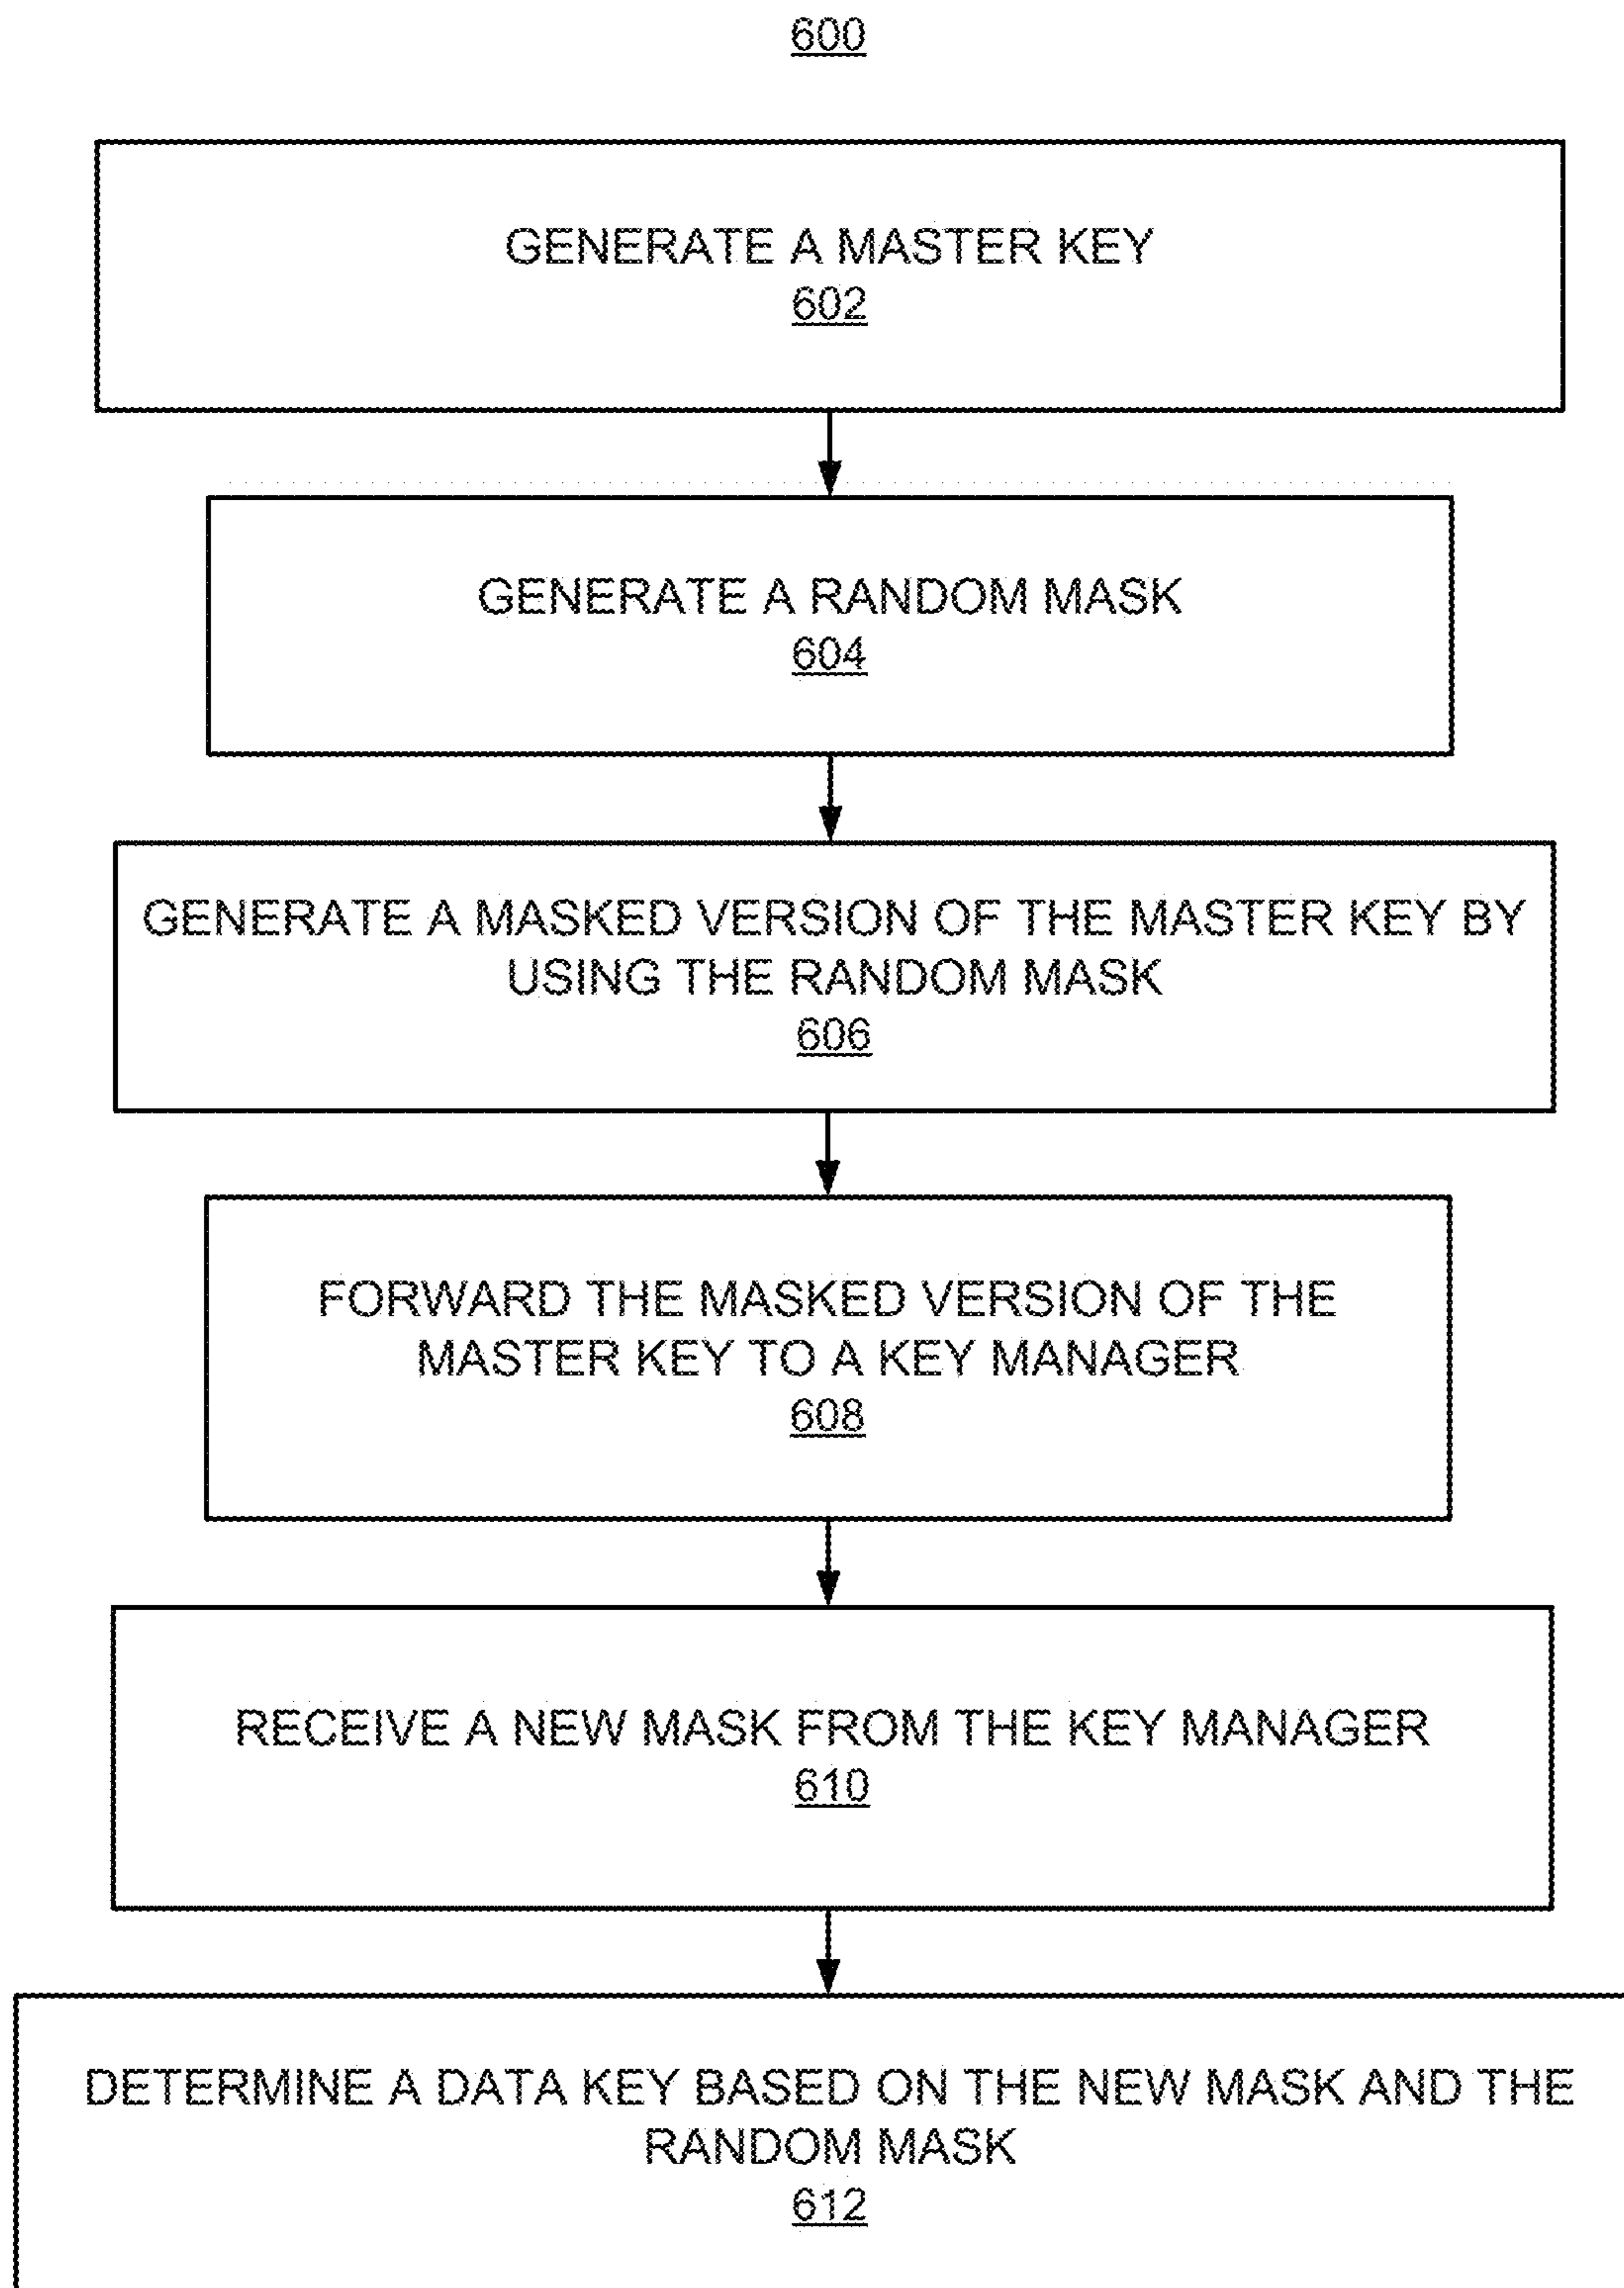 600
GENERATE A MASTER KEY
602
GENERATE A RANDOM MASK
604
GENERATE A MASKED VERSION OF THE MASTER KEY BY
USING THE RANDOM MASK
606
FORWARD THE MASKED VERSION OF THE
MASTER KEY TO A KEY MANAGER
608
RECEIVE A NEW MASK FROM THE KEY MANAGER
610
DETERMINE A DATA KEY BASED ON THE NEW MASK AND THE
RANDOM MASK
612